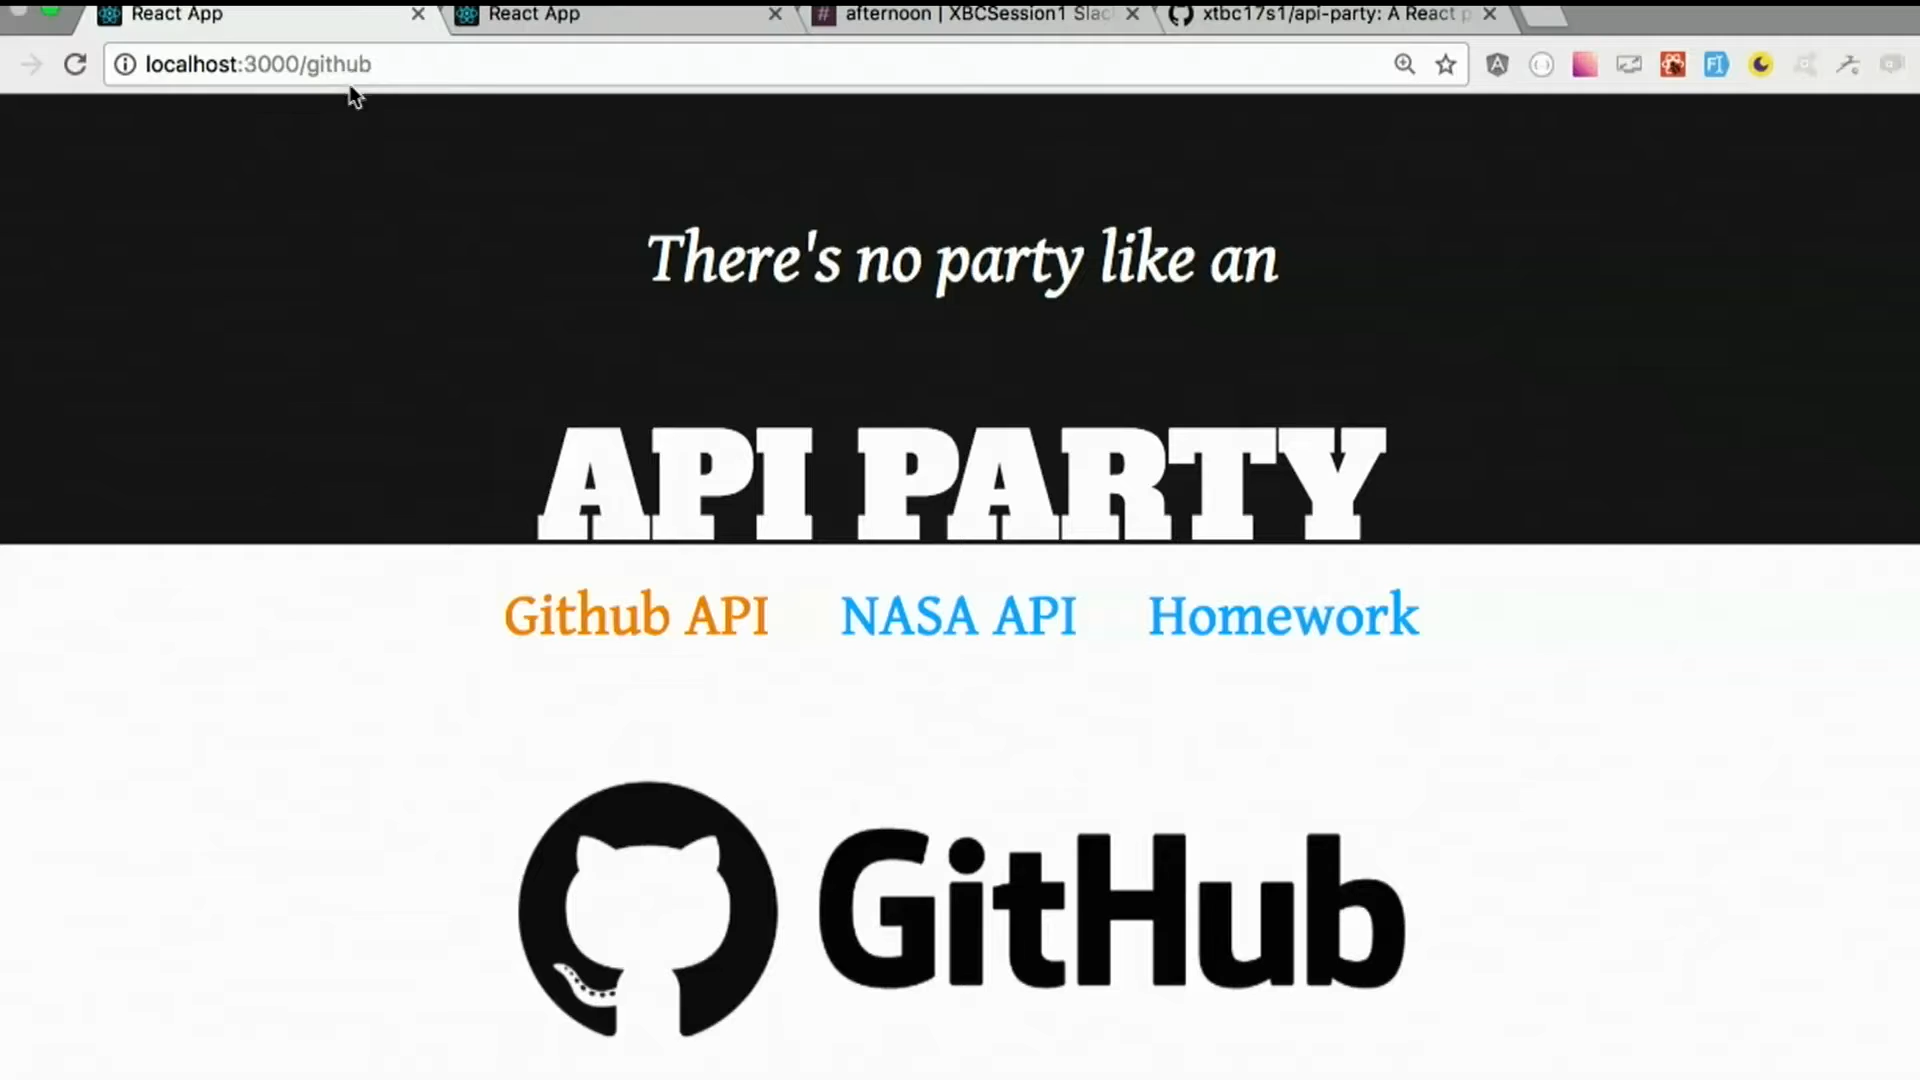 React App
React App
# afternoon | XBCSession1 Slac
xtbc17s1/api-party: A React p
localhost:3000/github
There's no party like an
API PARTY
Github API NASA API Homework
GitHub